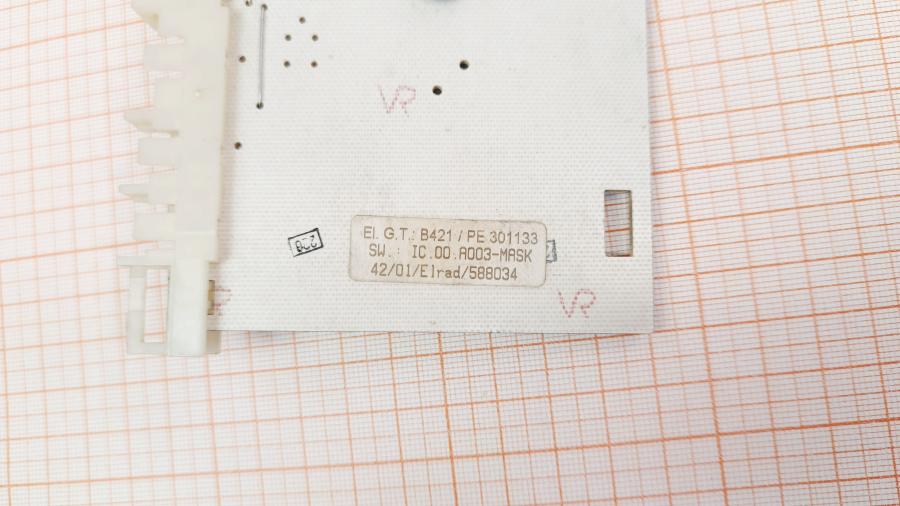 VR
El. G.T.: B421 / PE 301133
SW.: IC.00.A003-MASK
42/01/Elrad/588034
VR